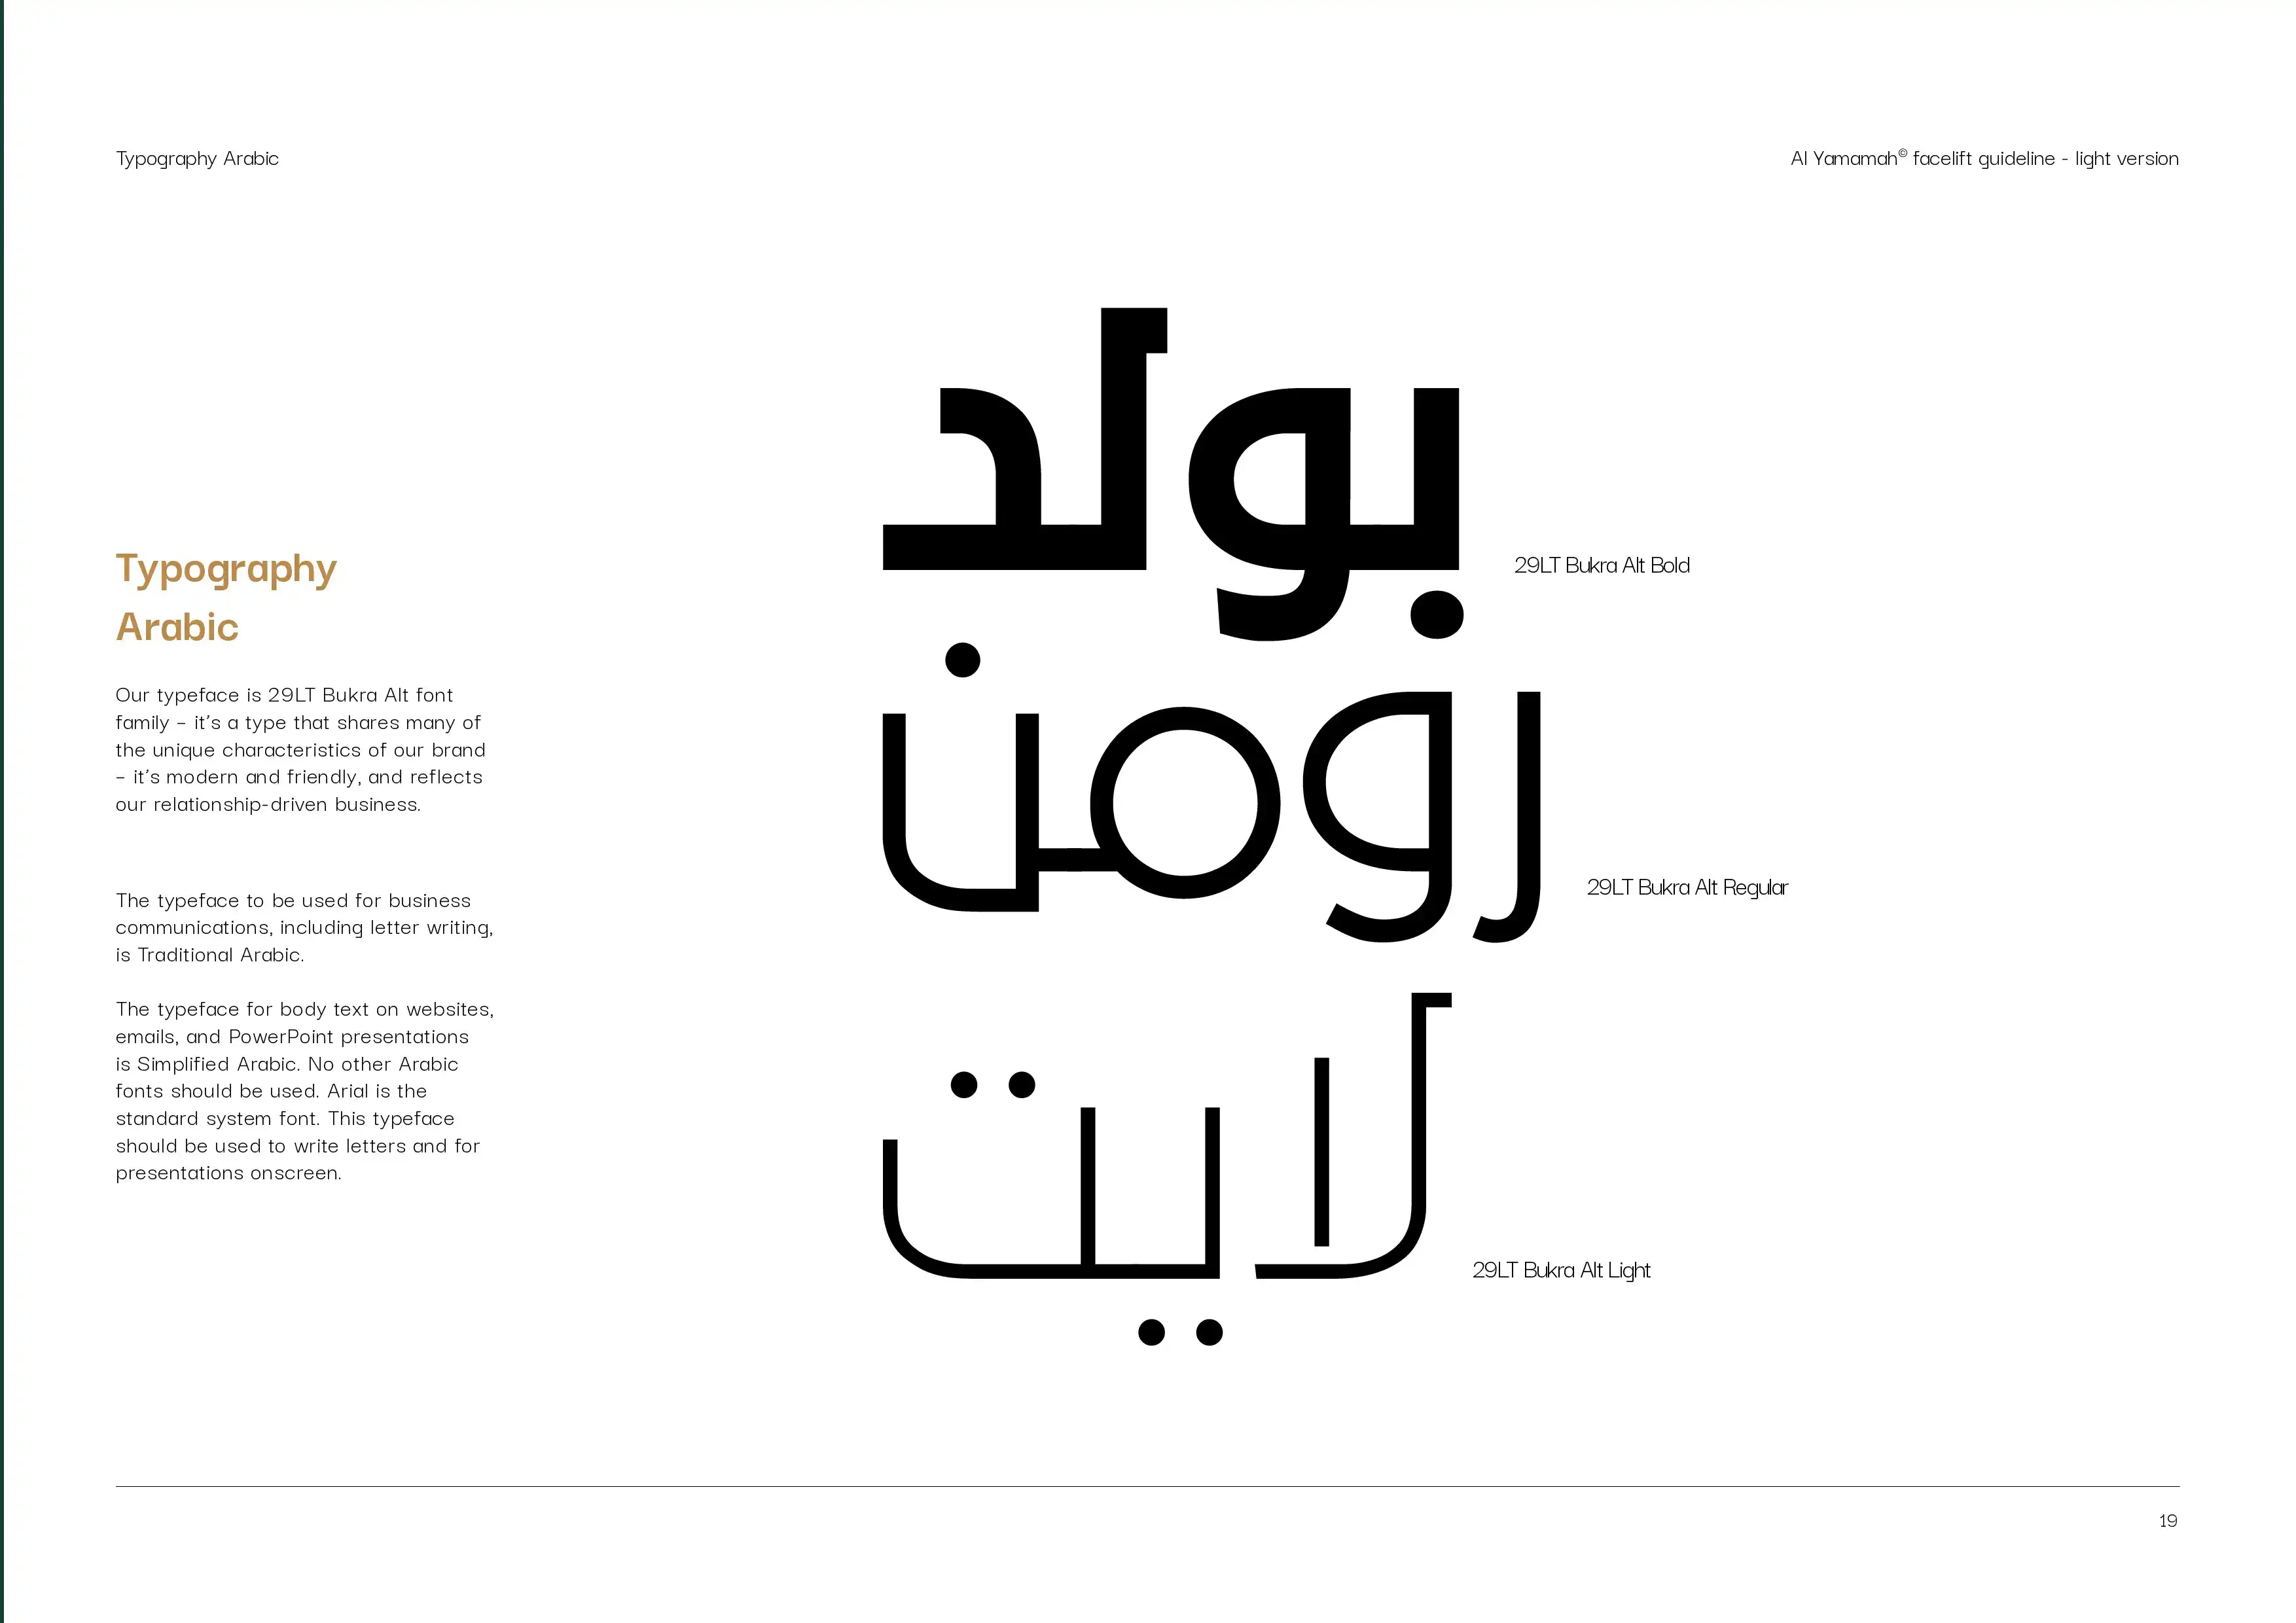 Typography Arabic
Al Yamamah© facelift guideline - light version
Typography
Arabic
Our typeface is 29LT Bukra Alt font
family – it's a type that shares many of
the unique characteristics of our brand
– it's modern and friendly, and reflects
our relationship-driven business.
The typeface to be used for business
communications, including letter writing,
is Traditional Arabic.
The typeface for body text on websites,
emails, and PowerPoint presentations
is Simplified Arabic. No other Arabic
fonts should be used. Arial is the
standard system font. This typeface
should be used to write letters and for
presentations onscreen.
بولد
29LT Bukra Alt Bold
رومن
29LT Bukra Alt Regular
لايت
29LT Bukra Alt Light
19